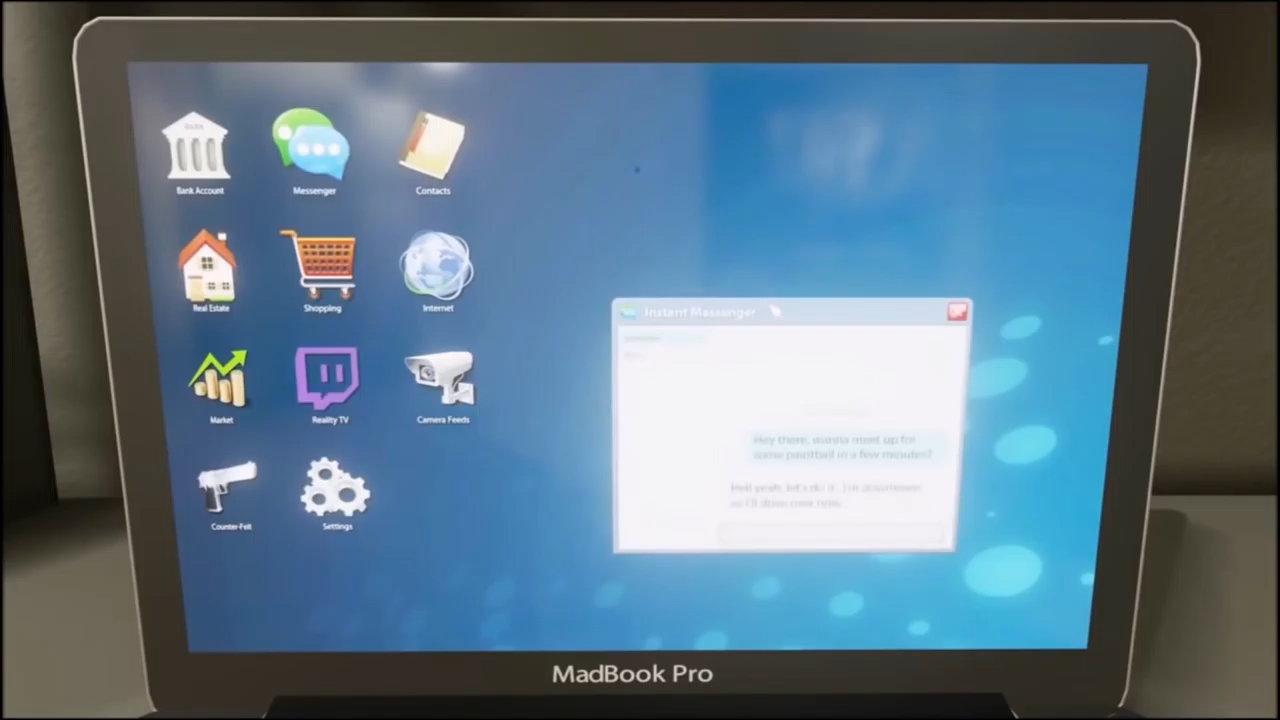 BANK
Bank Account
Messenger
Contacts
Real Estate
Shopping
Internet
Instant Messenger
Market
Reality TV
Camera Feeds
Hey there, wanna meet up for
some paintball in a few minutes?
Hell yeah, let's do it. I'm downtown
so I'll drive over now.
Counter-Feit
Settings
MadBook Pro